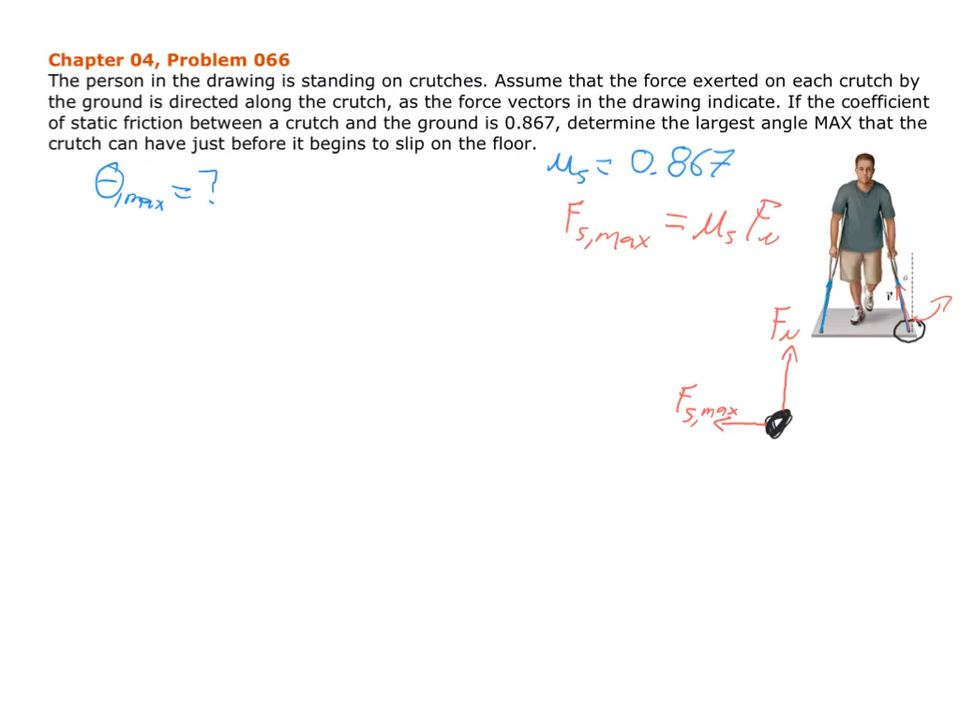 Chapter 04, Problem 066
The person in the drawing is standing on crutches. Assume that the force exerted on each crutch by
the ground is directed along the crutch, as the force vectors in the drawing indicate. If the coefficient
of static friction between a crutch and the ground is 0.867, determine the largest angle MAX that the
crutch can have just before it begins to slip on the floor.
μs = 0.867
θ,max = ?
Fs,max = μs FN
θ
F
FN
Fs,max